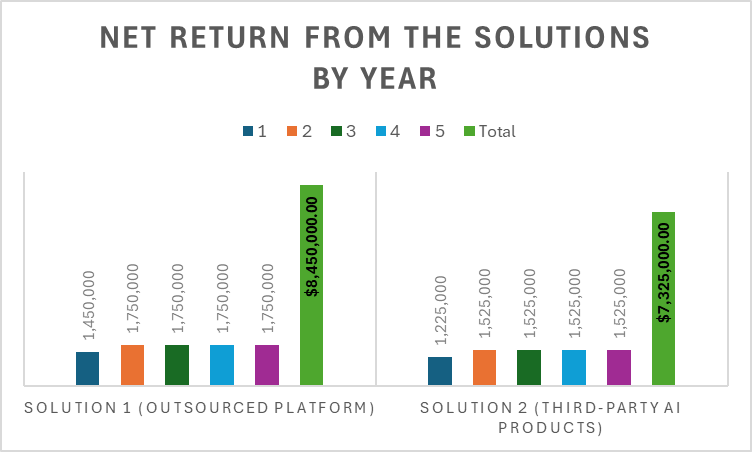 NET RETURN FROM THE SOLUTIONS
BY YEAR
1 2 3 4 5 Total
1,450,000
1,750,000
1,750,000
1,750,000
1,750,000
$8,450,000.00
1,225,000
1,525,000
1,525,000
1,525,000
1,525,000
$7,325,000.00
SOLUTION 1 (OUTSOURCED PLATFORM)
SOLUTION 2 (THIRD-PARTY AI
PRODUCTS)